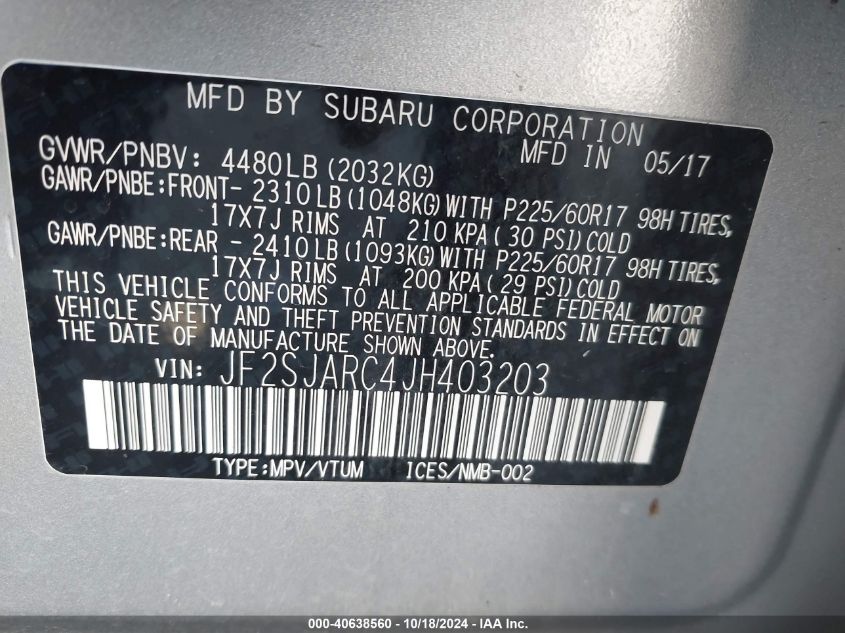 MFD BY SUBARU CORPORATION
MFD IN 05/17
GVWR/PNBV: 4480LB(2032KG)
GAWR/PNBE:FRONT- 2310LB(1048KG)WITH P225/60R17 98H TIRES,
17X7J RIMS AT 210 KPA(30 PSI)COLD
GAWR/PNBE:REAR - 2410LB(1093KG)WITH P225/60R17 98H TIRES,
17X7J RIMS AT 200 KPA(29 PSI)COLD
THIS VEHICLE CONFORMS TO ALL APPLICABLE FEDERAL MOTOR
VEHICLE SAFETY AND THEFT PREVENTION STANDARDS IN EFFECT ON
THE DATE OF MANUFACTURE SHOWN ABOVE.
VIN: JF2SJARC4JH403203
TYPE:MPV/VTUM ICES/NMB-002
000-40638560 - 10/18/2024 - IAA Inc.